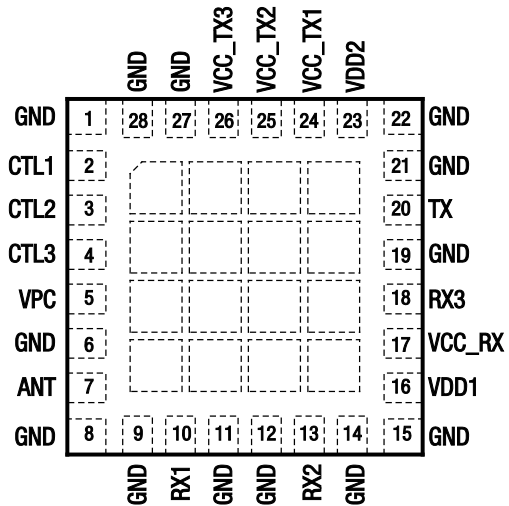 GND GND VCC_TX3 VCC_TX2 VCC_TX1 VDD2
28 27 26 25 24 23
GND 1 22 GND
CTL1 2 21 GND
CTL2 3 20 TX
CTL3 4 19 GND
VPC 5 18 RX3
GND 6 17 VCC_RX
ANT 7 16 VDD1
GND 8 15 GND
9 10 11 12 13 14
GND RX1 GND GND RX2 GND